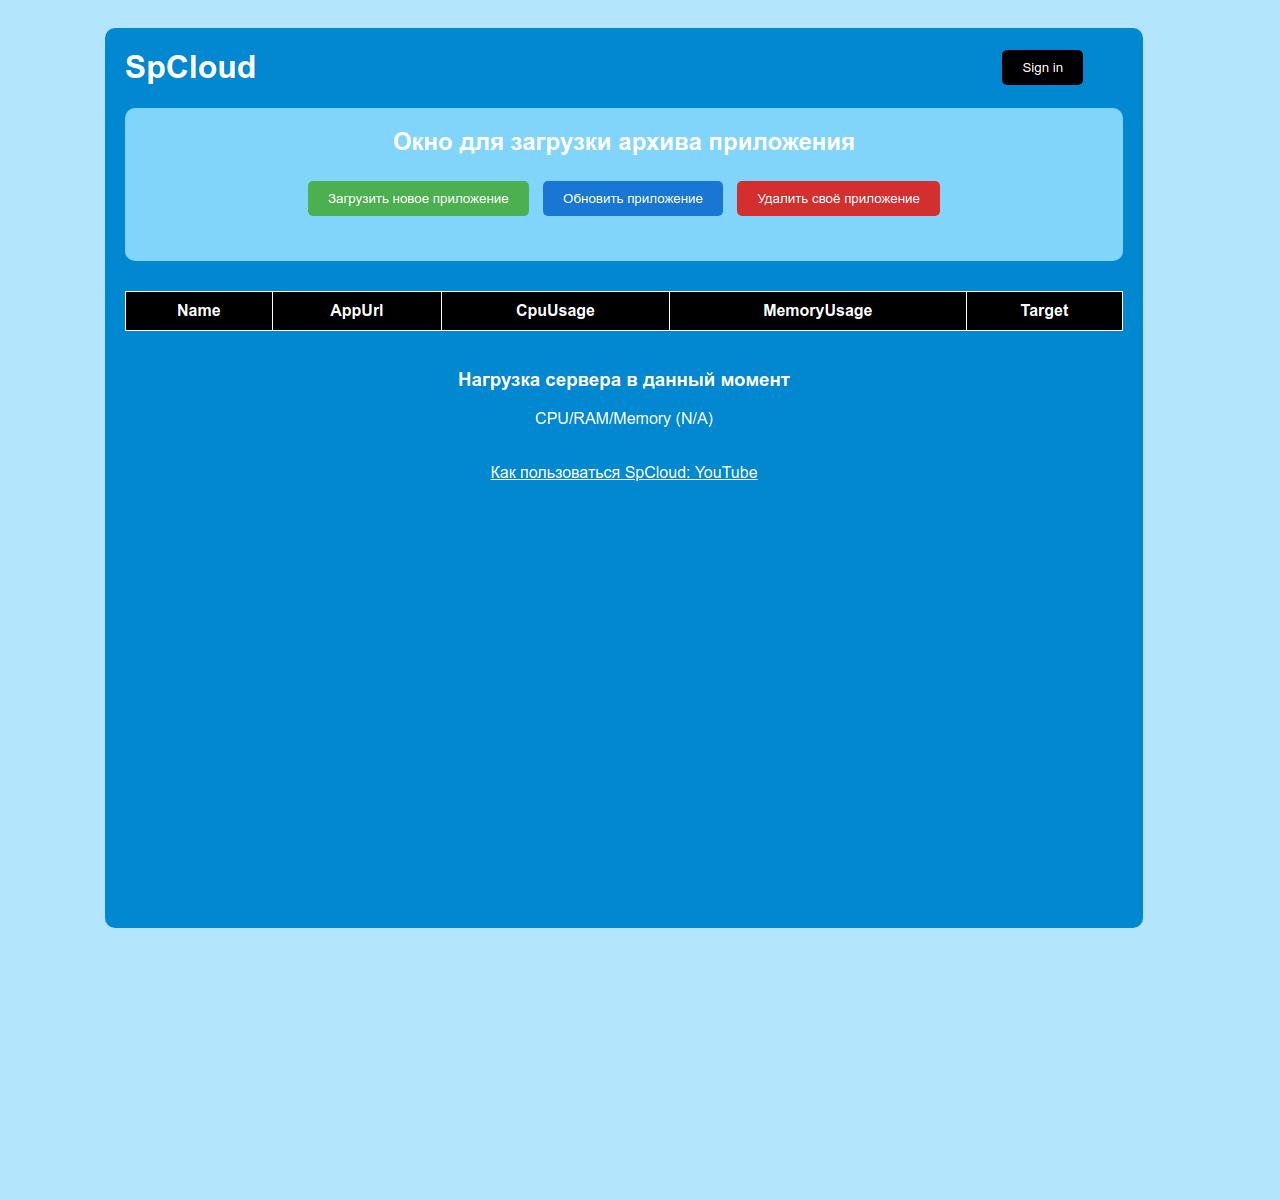 SpCloud
Sign in
Окно для загрузки архива приложения
Загрузить новое приложение Обновить приложение Удалить своё приложение
Name AppUrl CpuUsage MemoryUsage Target
Нагрузка сервера в данный момент
CPU/RAM/Memory (N/A)
Как пользоваться SpCloud: YouTube